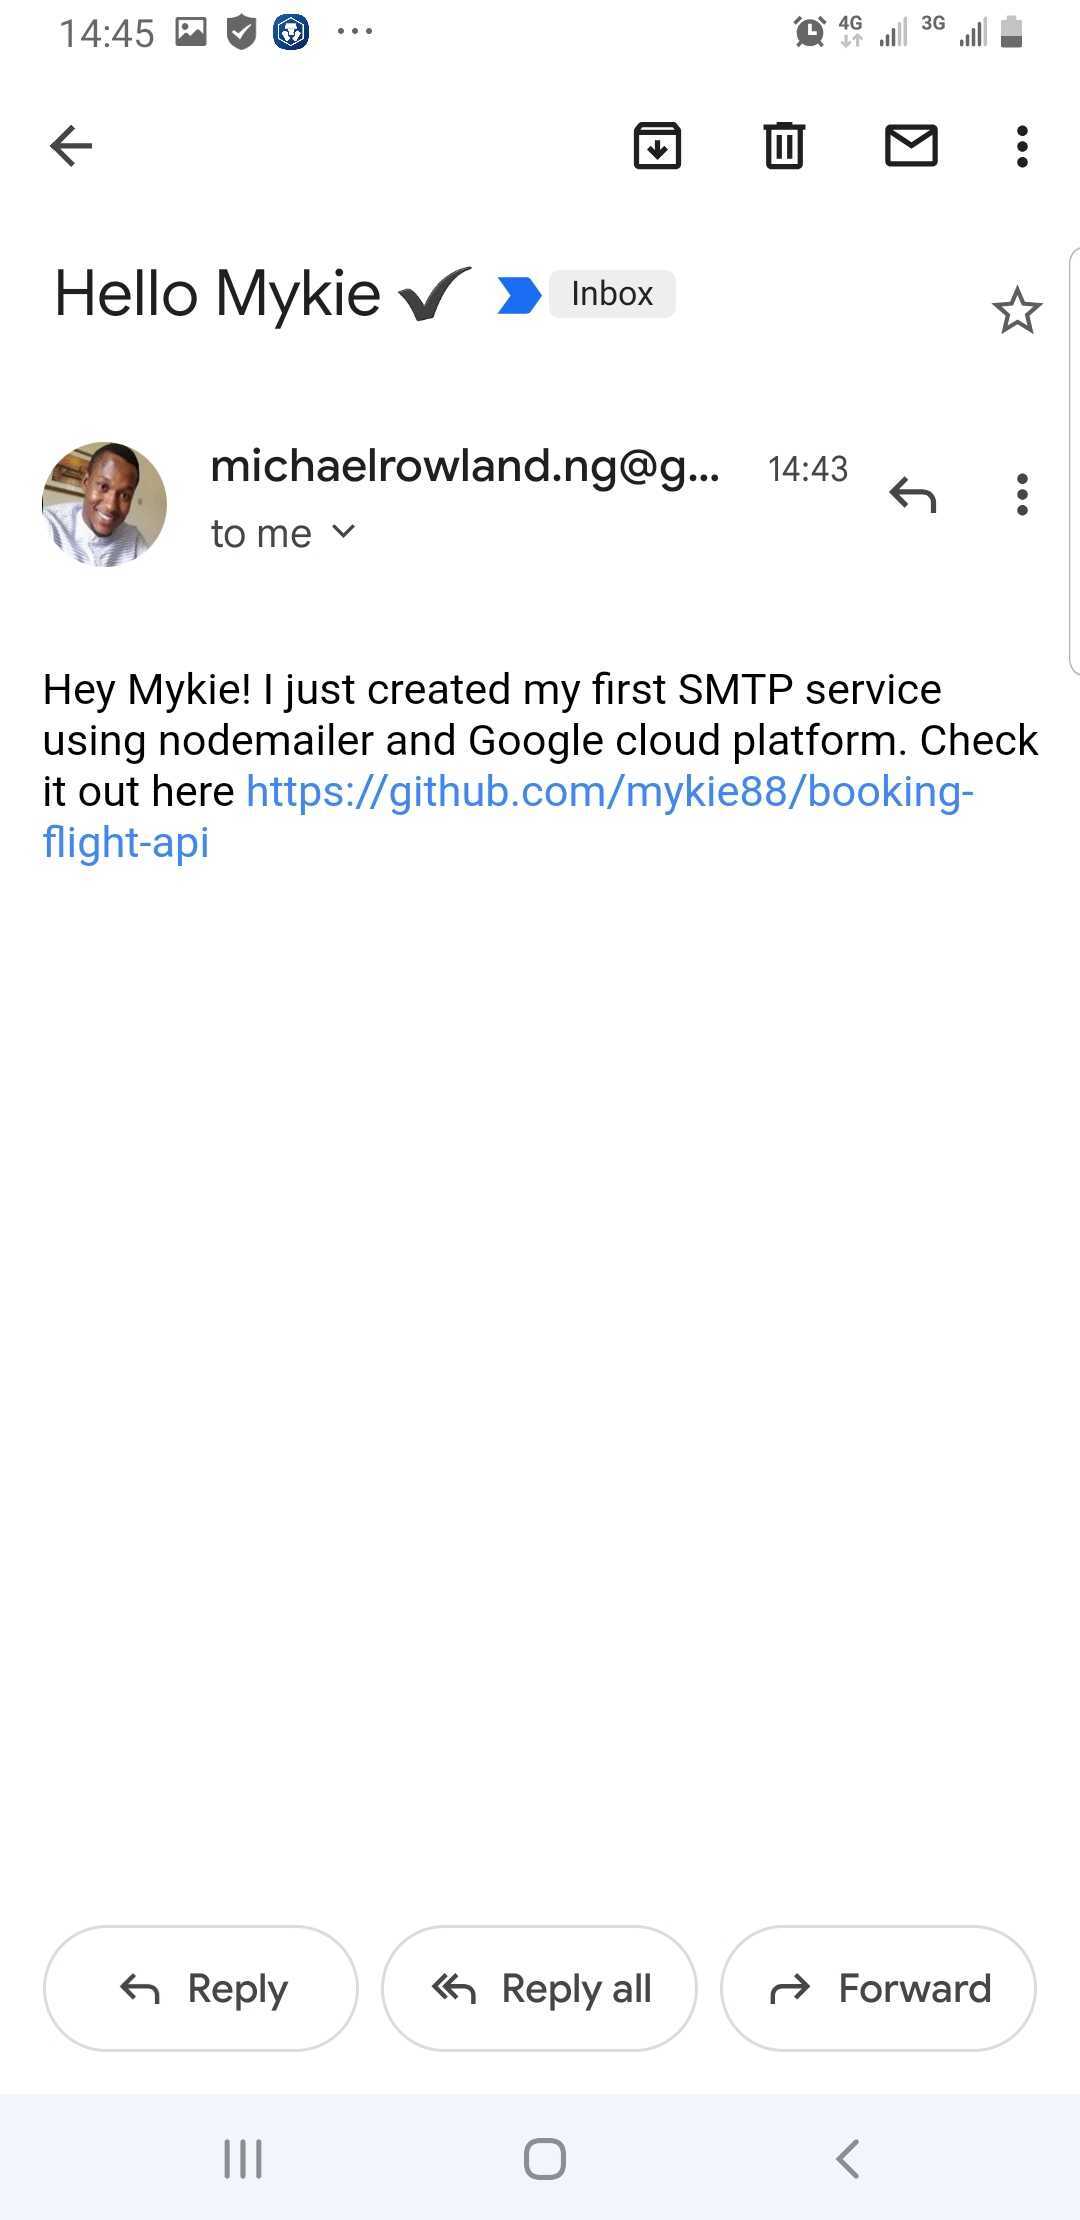 14:45
4G
3G
Hello Mykie ✔ Inbox
michaelrowland.ng@g... 14:43
to me
Hey Mykie! I just created my first SMTP service
using nodemailer and Google cloud platform. Check
it out here https://github.com/mykie88/booking-
flight-api
Reply
Reply all
Forward